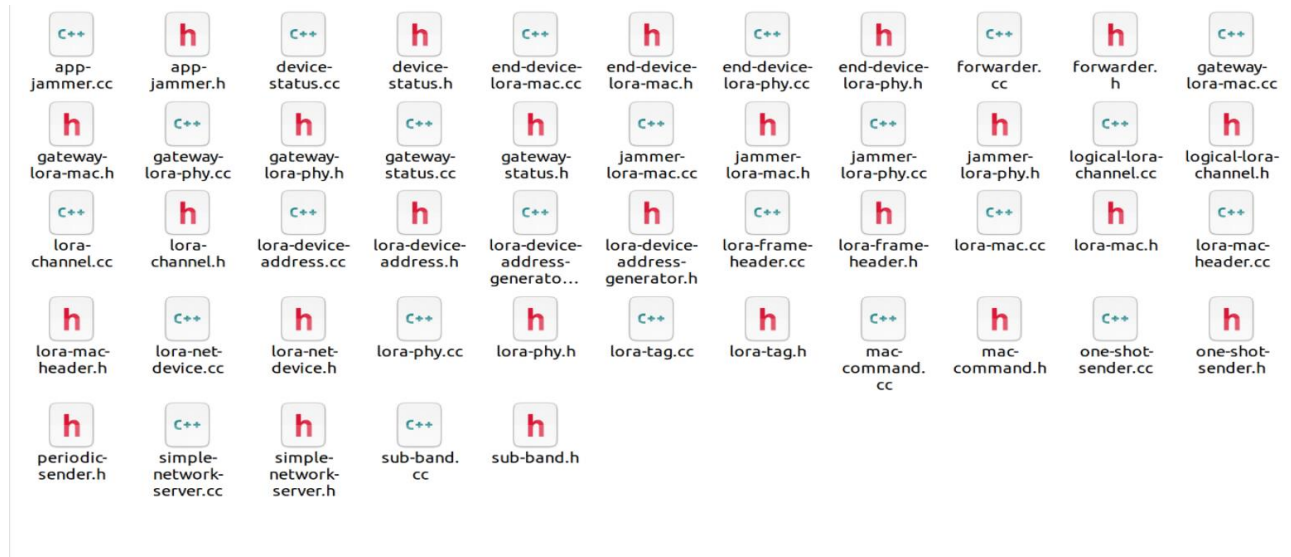 C++
app-
jammer.cc
h
app-
jammer.h
C++
device-
status.cc
h
device-
status.h
C++
end-device-
lora-mac.cc
h
end-device-
lora-mac.h
C++
end-device-
lora-phy.cc
h
end-device-
lora-phy.h
C++
forwarder.
cc
h
forwarder.
h
C++
gateway-
lora-mac.cc
h
gateway-
lora-mac.h
C++
gateway-
lora-phy.cc
h
gateway-
lora-phy.h
C++
gateway-
status.cc
h
gateway-
status.h
C++
jammer-
lora-mac.cc
h
jammer-
lora-mac.h
C++
jammer-
lora-phy.cc
h
jammer-
lora-phy.h
C++
logical-lora-
channel.cc
h
logical-lora-
channel.h
C++
lora-
channel.cc
h
lora-
channel.h
C++
lora-device-
address.cc
h
lora-device-
address.h
C++
lora-device-
address-
generato...
h
lora-device-
address-
generator.h
C++
lora-frame-
header.cc
h
lora-frame-
header.h
C++
lora-mac.cc
h
lora-mac.h
C++
lora-mac-
header.cc
h
lora-mac-
header.h
C++
lora-net-
device.cc
h
lora-net-
device.h
C++
lora-phy.cc
h
lora-phy.h
C++
lora-tag.cc
h
lora-tag.h
C++
mac-
command.
cc
h
mac-
command.h
C++
one-shot-
sender.cc
h
one-shot-
sender.h
h
periodic-
sender.h
C++
simple-
network-
server.cc
h
simple-
network-
server.h
C++
sub-band.
cc
h
sub-band.h